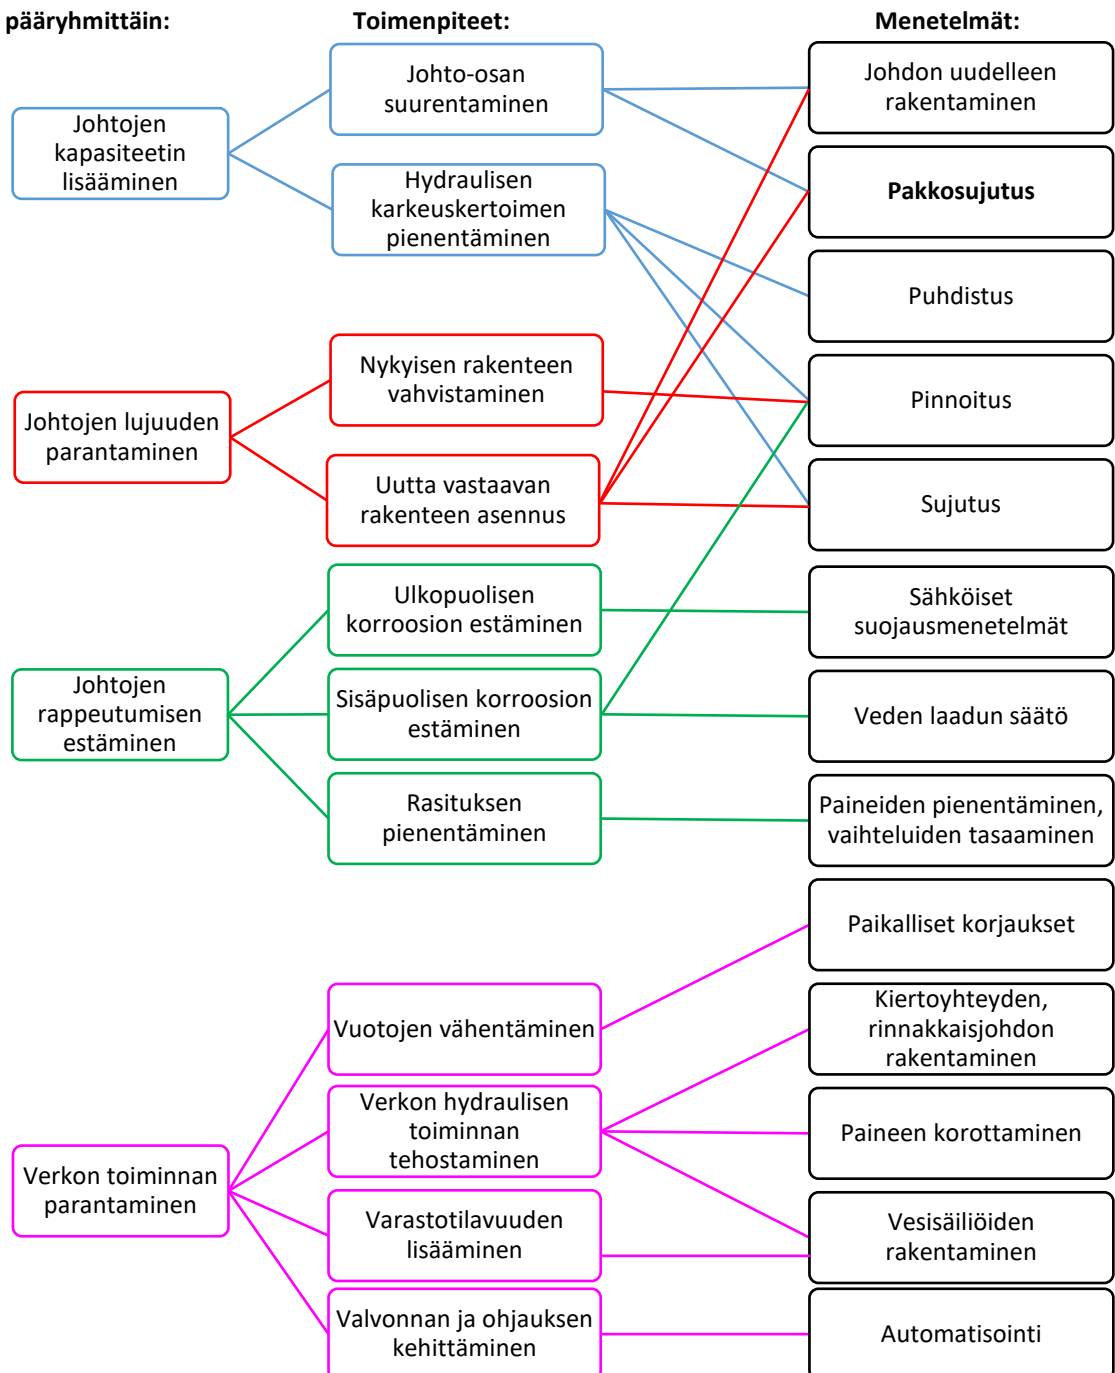 pääryhmittäin:
Toimenpiteet:
Menetelmät:
Johtojen
kapasiteetin
lisääminen
Johto-osan
suurentaminen
Hydraulisen
karkeuskertoimen
pienentäminen
Johtojen lujuuden
parantaminen
Nykyisen rakenteen
vahvistaminen
Uutta vastaavan
rakenteen asennus
Johtojen
rappeutumisen
estäminen
Ulkopuolisen
korroosion estäminen
Sisäpuolisen korroosion
estäminen
Rasituksen
pienentäminen
Verkon toiminnan
parantaminen
Vuotojen vähentäminen
Verkon hydraulisen
toiminnan
tehostaminen
Varastotilavuuden
lisääminen
Valvonnan ja ohjauksen
kehittäminen
Johdon uudelleen
rakentaminen
Pakkosujutus
Puhdistus
Pinnoitus
Sujutus
Sähköiset
suojausmenetelmät
Veden laadun säätö
Paineiden pienentäminen,
vaihteluiden tasaaminen
Paikalliset korjaukset
Kiertoyhteyden,
rinnakkaisjohdon
rakentaminen
Paineen korottaminen
Vesisäiliöiden
rakentaminen
Automatisointi